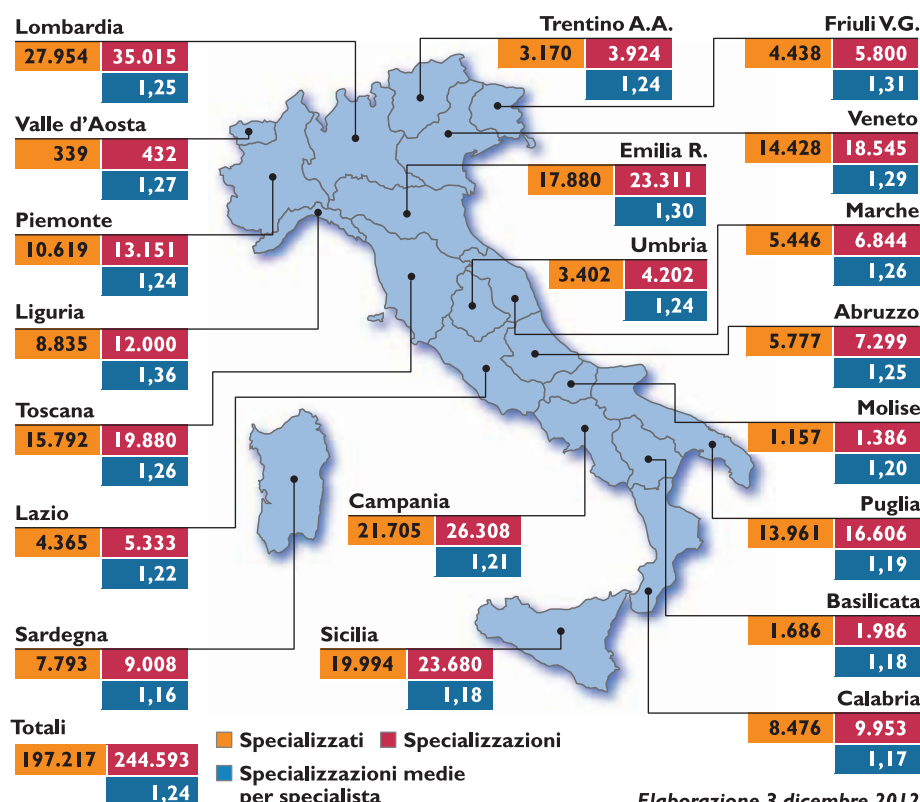 Lombardia
27.954 35.015
1,25
Valle d'Aosta
339 432
1,27
Piemonte
10.619 13.151
1,24
Liguria
8.835 12.000
1,36
Toscana
15.792 19.880
1,26
Lazio
4.365 5.333
1,22
Sardegna
7.793 9.008
1,16
Totali
197.217 244.593
1,24
Trentino A.A.
3.170 3.924
1,24
Emilia R.
17.880 23.311
1,30
Umbria
3.402 4.202
1,24
Campania
21.705 26.308
1,21
Sicilia
19.994 23.680
1,18
Friuli V.G.
4.438 5.800
1,31
Veneto
14.428 18.545
1,29
Marche
5.446 6.844
1,26
Abruzzo
5.777 7.299
1,25
Molise
1.157 1.386
1,20
Puglia
13.961 16.606
1,19
Basilicata
1.686 1.986
1,18
Calabria
8.476 9.953
1,17
Specializzati Specializzazioni
Specializzazioni medie
per specialista
Elaborazione 3 dicembre 2012